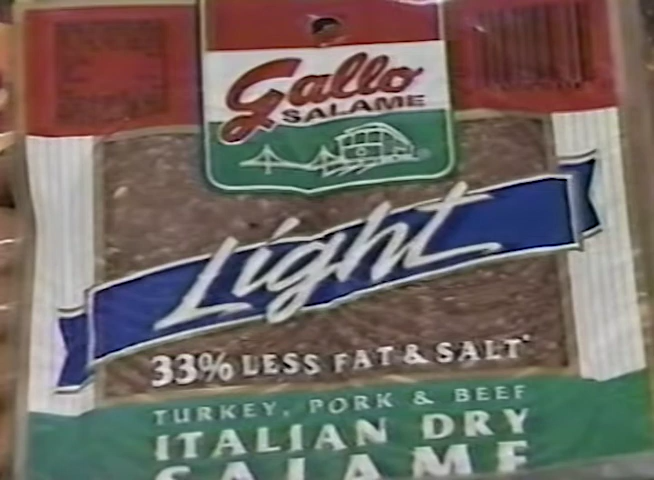 Gallo
SALAME
Light
33% LESS FAT & SALT*
TURKEY, PORK & BEEF
ITALIAN DRY
SALAME